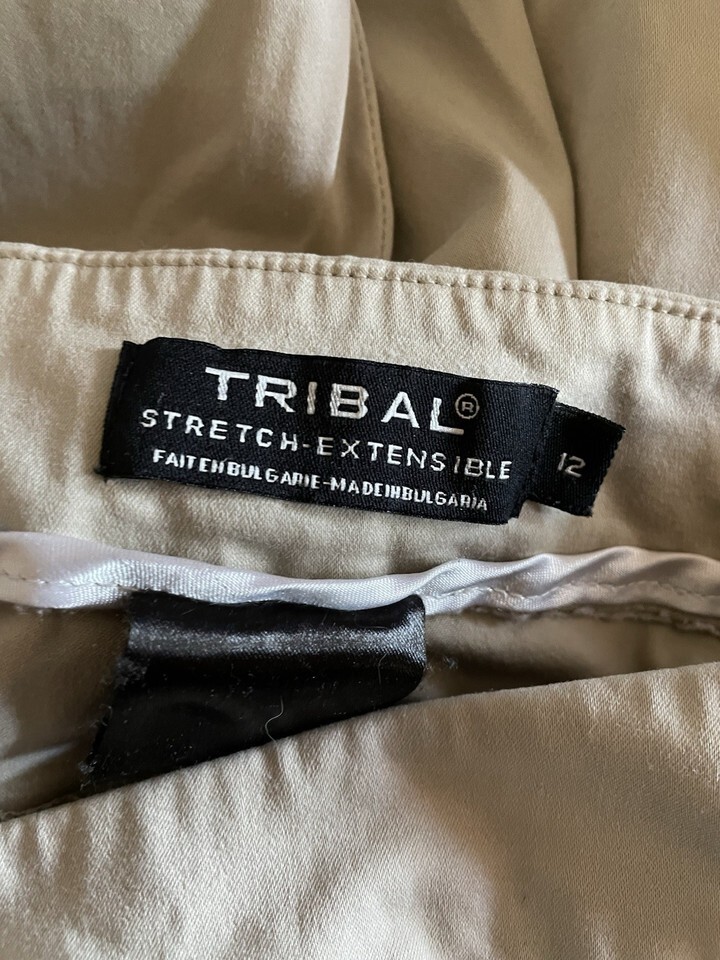 TRIBAL®
STRETCH-EXTENSIBLE
FAIT EN BULGARIE-MADE IN BULGARIA
12